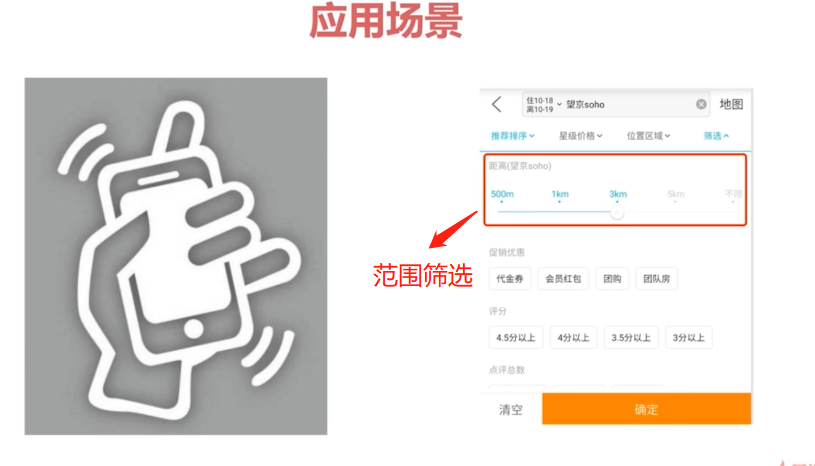 应用场景
住10-18
离10-19
望京soho
地图
推荐排序
星级价格
位置区域
筛选
距离(望京soho)
500m
1km
3km
5km
不限
范围筛选
促销优惠
代金券
会员红包
团购
团队房
评分
4.5分以上
4分以上
3.5分以上
3分以上
点评总数
清空
确定